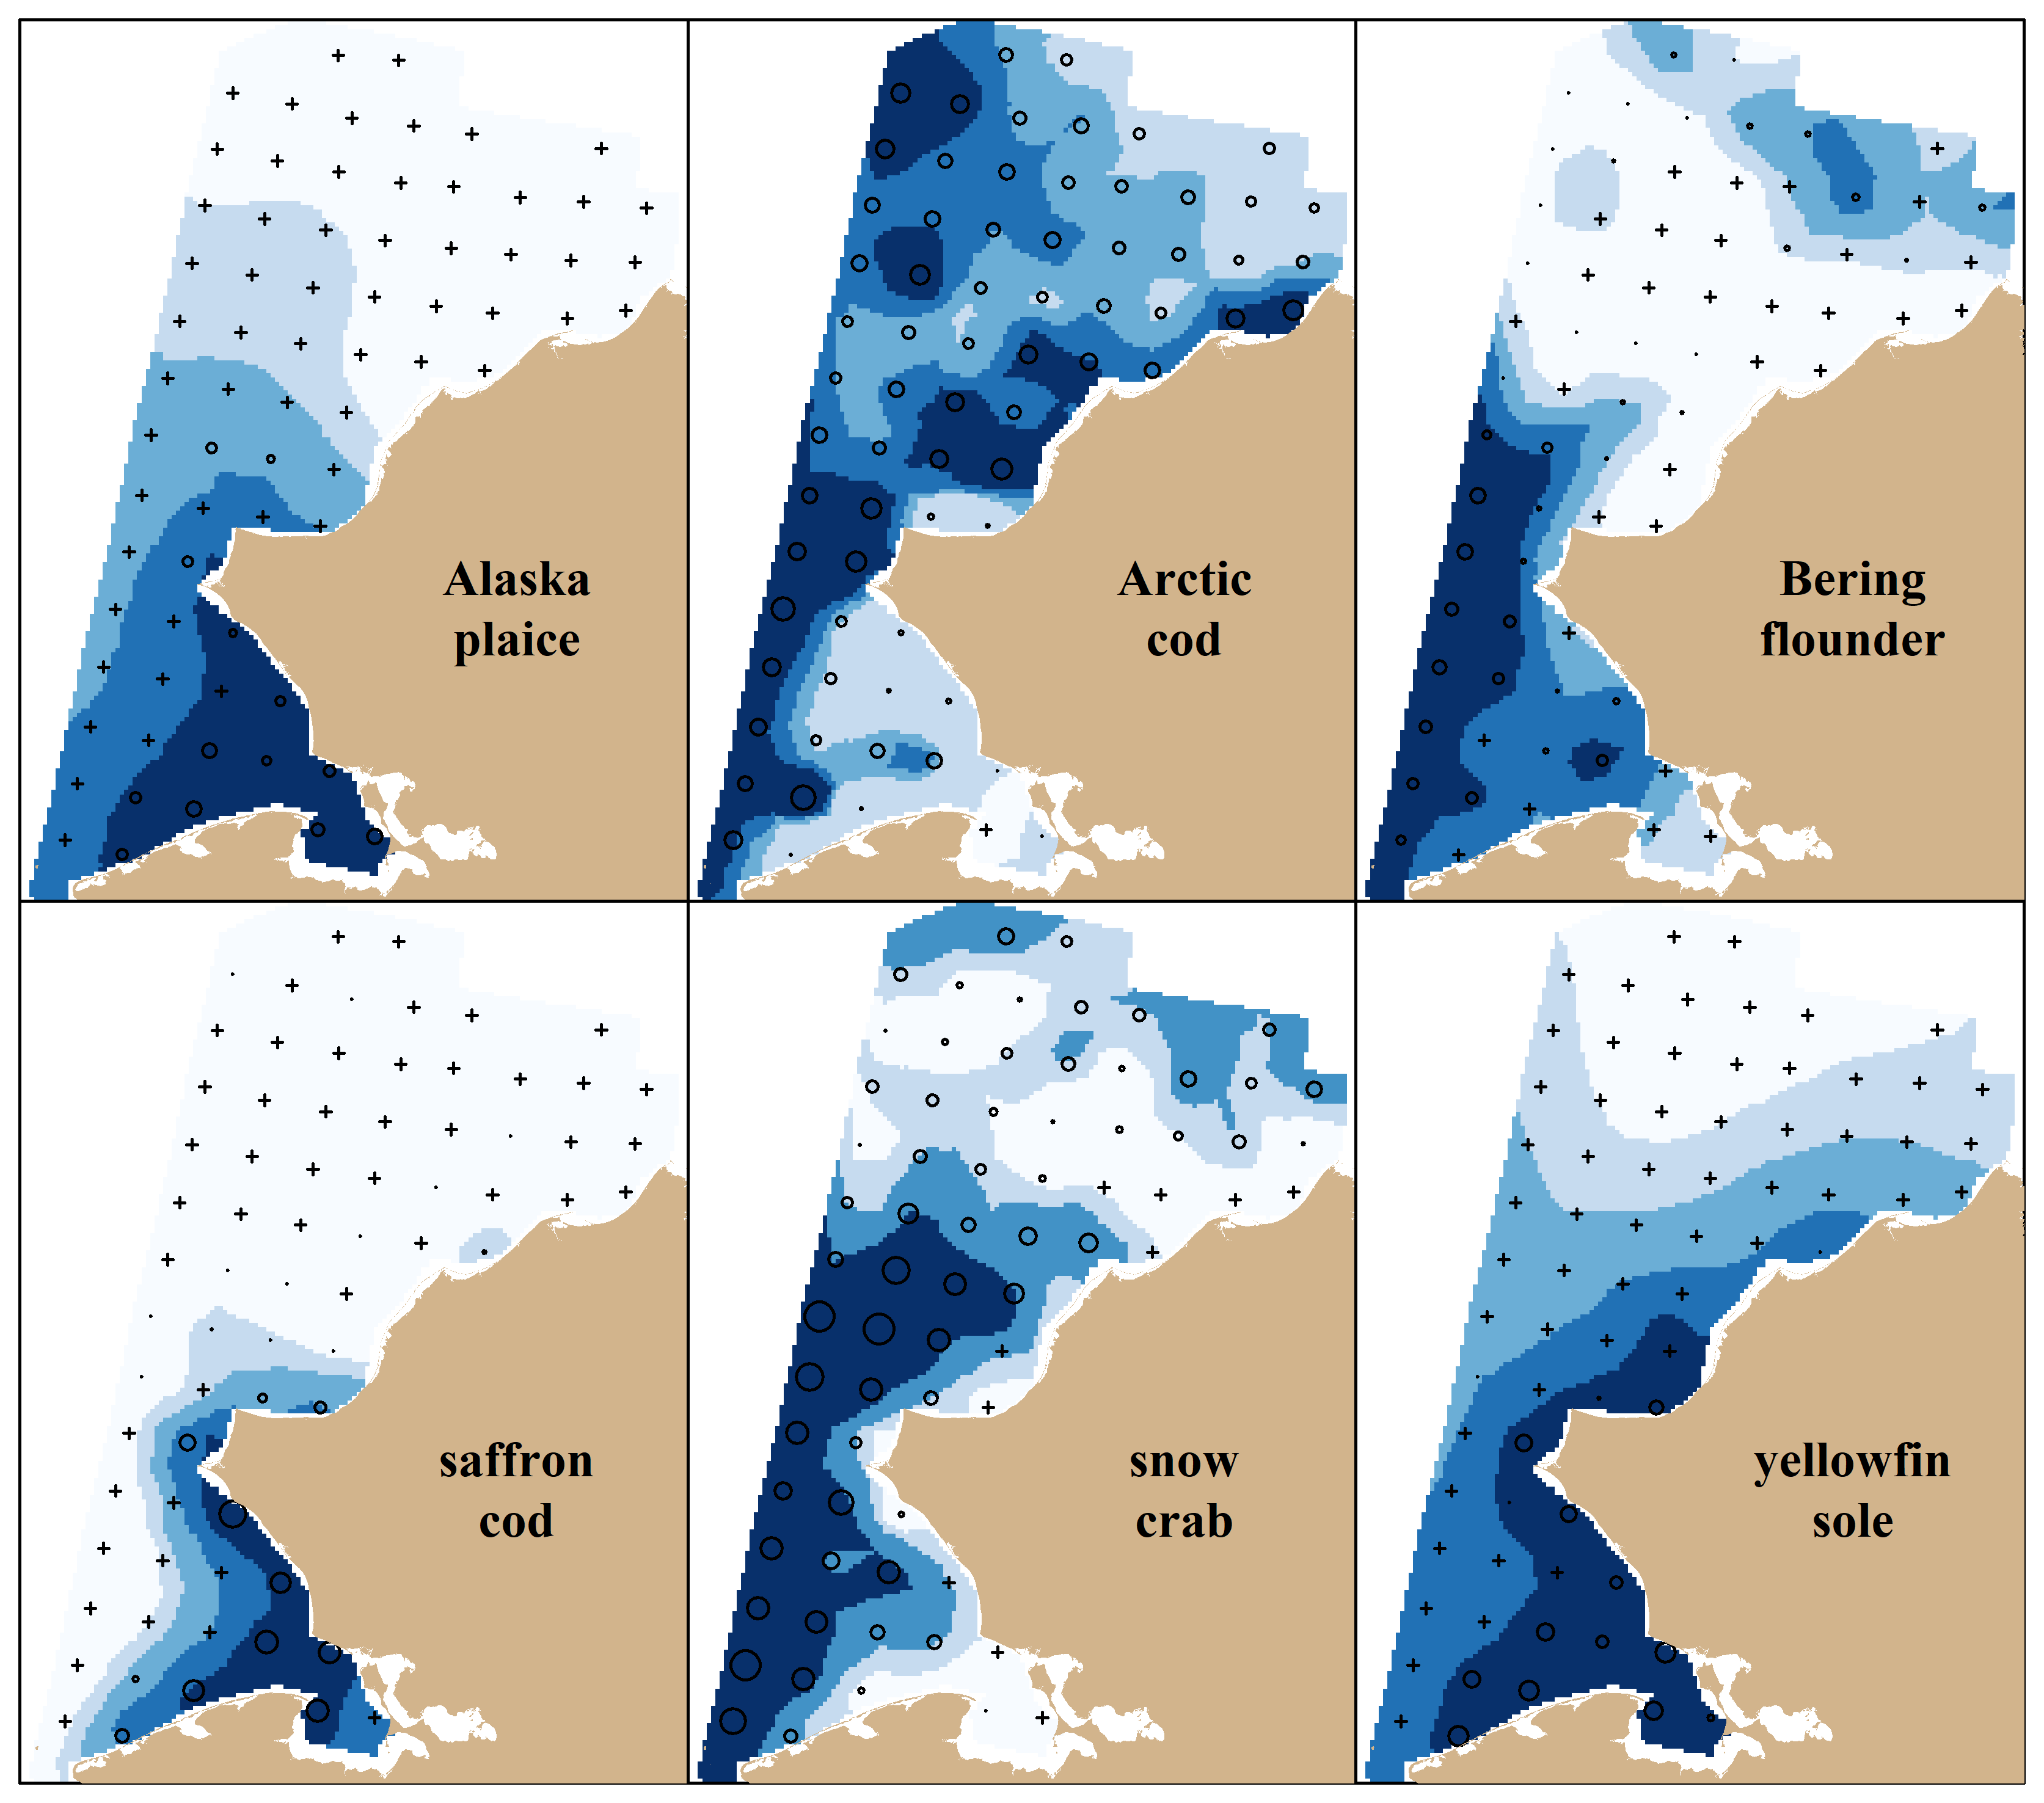 Alaska
plaice
Arctic
cod
Bering
flounder
saffron
cod
snow
crab
yellowfin
sole